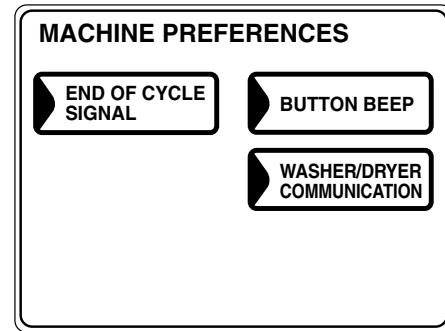 MACHINE PREFERENCES
END OF CYCLE
SIGNAL
BUTTON BEEP
WASHER/DRYER
COMMUNICATION